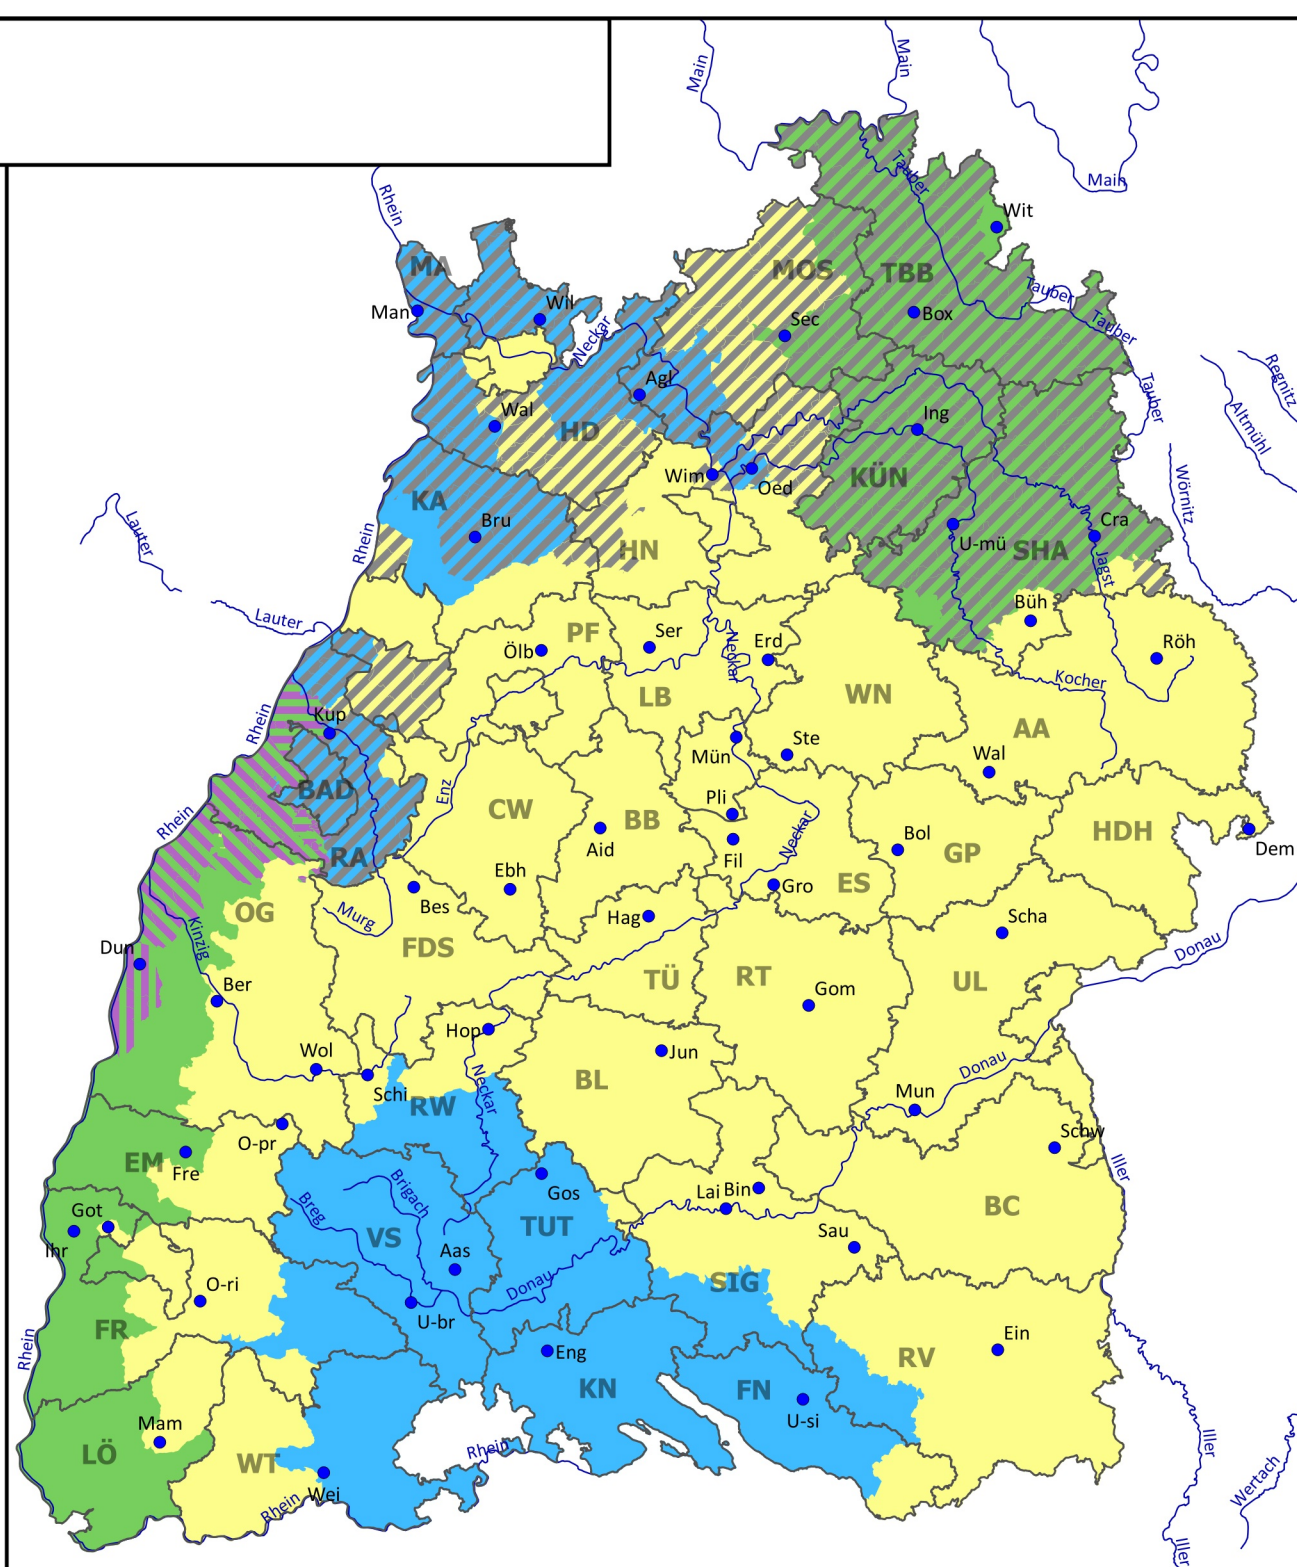 Main
Main
Main
Rhein
Tauber
Wit
MA
MOS
TBB
Tauber
Man
Wil
Neckar
Sec
Box
Tauber
Regnitz
Agl
Tauber
Altmühl
Wal
HD
Ing
Wim
Oed
KÜN
KA
Wörnitz
Lauter
Rhein
Bru
HN
U-mü
SHA
Cra
Jagst
Lauter
Büh
PF
Ser
Neckar
Erd
Röh
Ölb
LB
WN
Kocher
Rhein
Kup
AA
Mün
Ste
Wal
BAD
Enz
CW
Pli
BB
Neckar
HDH
Rhein
Aid
Fil
Bol
GP
Dem
RA
Ebh
ES
Gro
Bes
OG
Murg
Hag
Scha
Kinzig
Dun
FDS
TÜ
RT
UL
Donau
Ber
Gom
Hop
Wol
Jun
Donau
Schi
Neckar
BL
Mun
RW
O-pr
Schw
EM
Fre
Iller
Brigach
Gos
Lai
Bin
BC
Got
Breg
VS
TUT
Ihr
Aas
Sau
O-ri
Donau
SIG
U-br
FR
Rhein
Eng
Ein
RV
KN
FN
U-si
Mam
LÖ
WT
Rhein
Iller
Wei
Rhein
Wertach
Iller